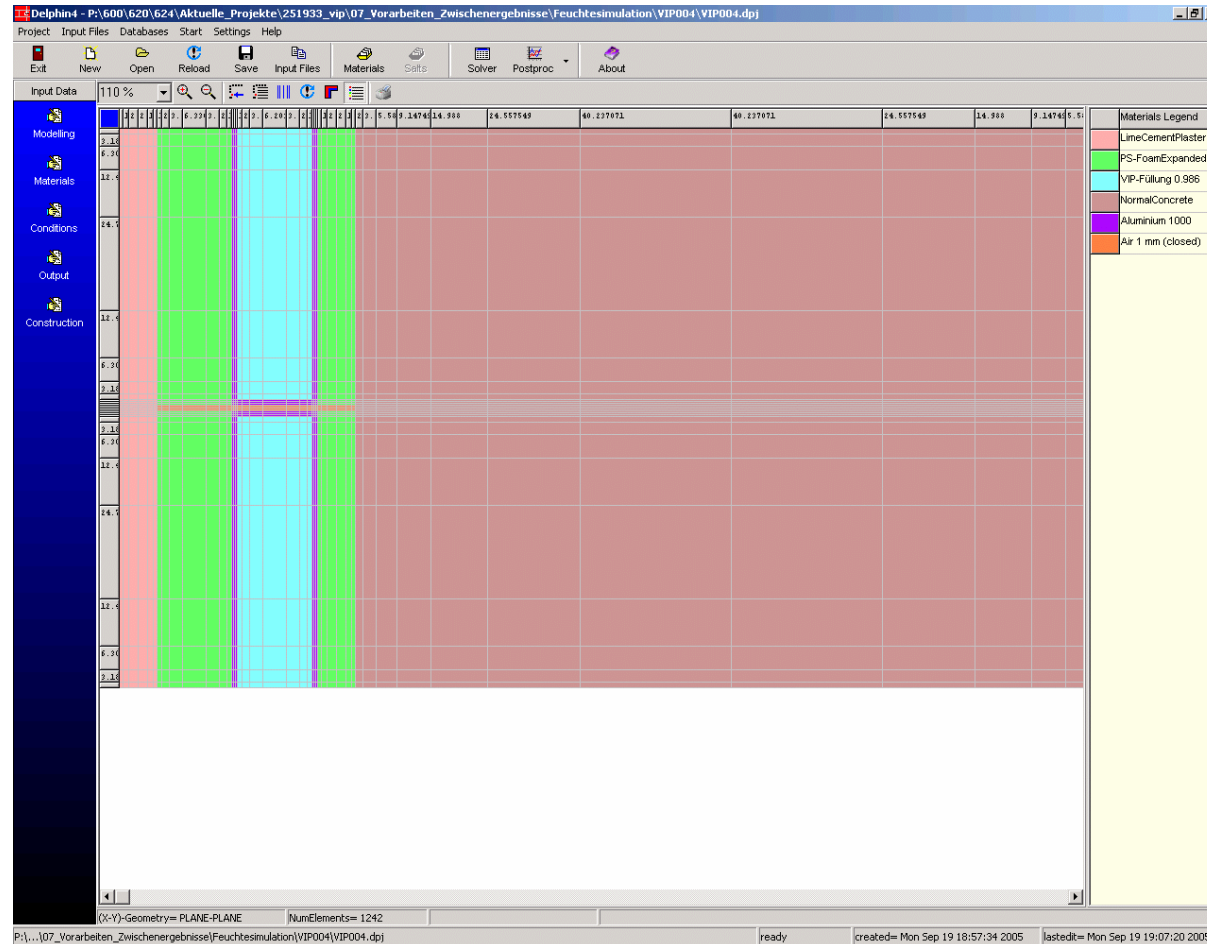 Delphin4 - P:\600\620\624\Aktuelle_Projekte\251933_vip\07_Vorarbeiten_Zwischenergebnisse\Feuchtesimulation\VIP004\VIP004.dpj
Project Input Files Databases Start Settings Help
Exit New Open Reload Save Input Files Materials Salts Solver Postproc About
Input Data 110 %
24.557549 40.237071 40.237071 24.557549 14.988
Materials Legend
Modelling
Materials
Conditions
Output
Construction
LimeCementPlaster
PS-FoamExpanded
VIP-Füllung 0.986
NormalConcrete
Aluminium 1000
Air 1 mm (closed)
(X-Y)-Geometry= PLANE-PLANE NumElements= 1242
P:\...\07_Vorarbeiten_Zwischenergebnisse\Feuchtesimulation\VIP004\VIP004.dpj ready created= Mon Sep 19 18:57:34 2005 lastedit= Mon Sep 19 19:07:20 2005